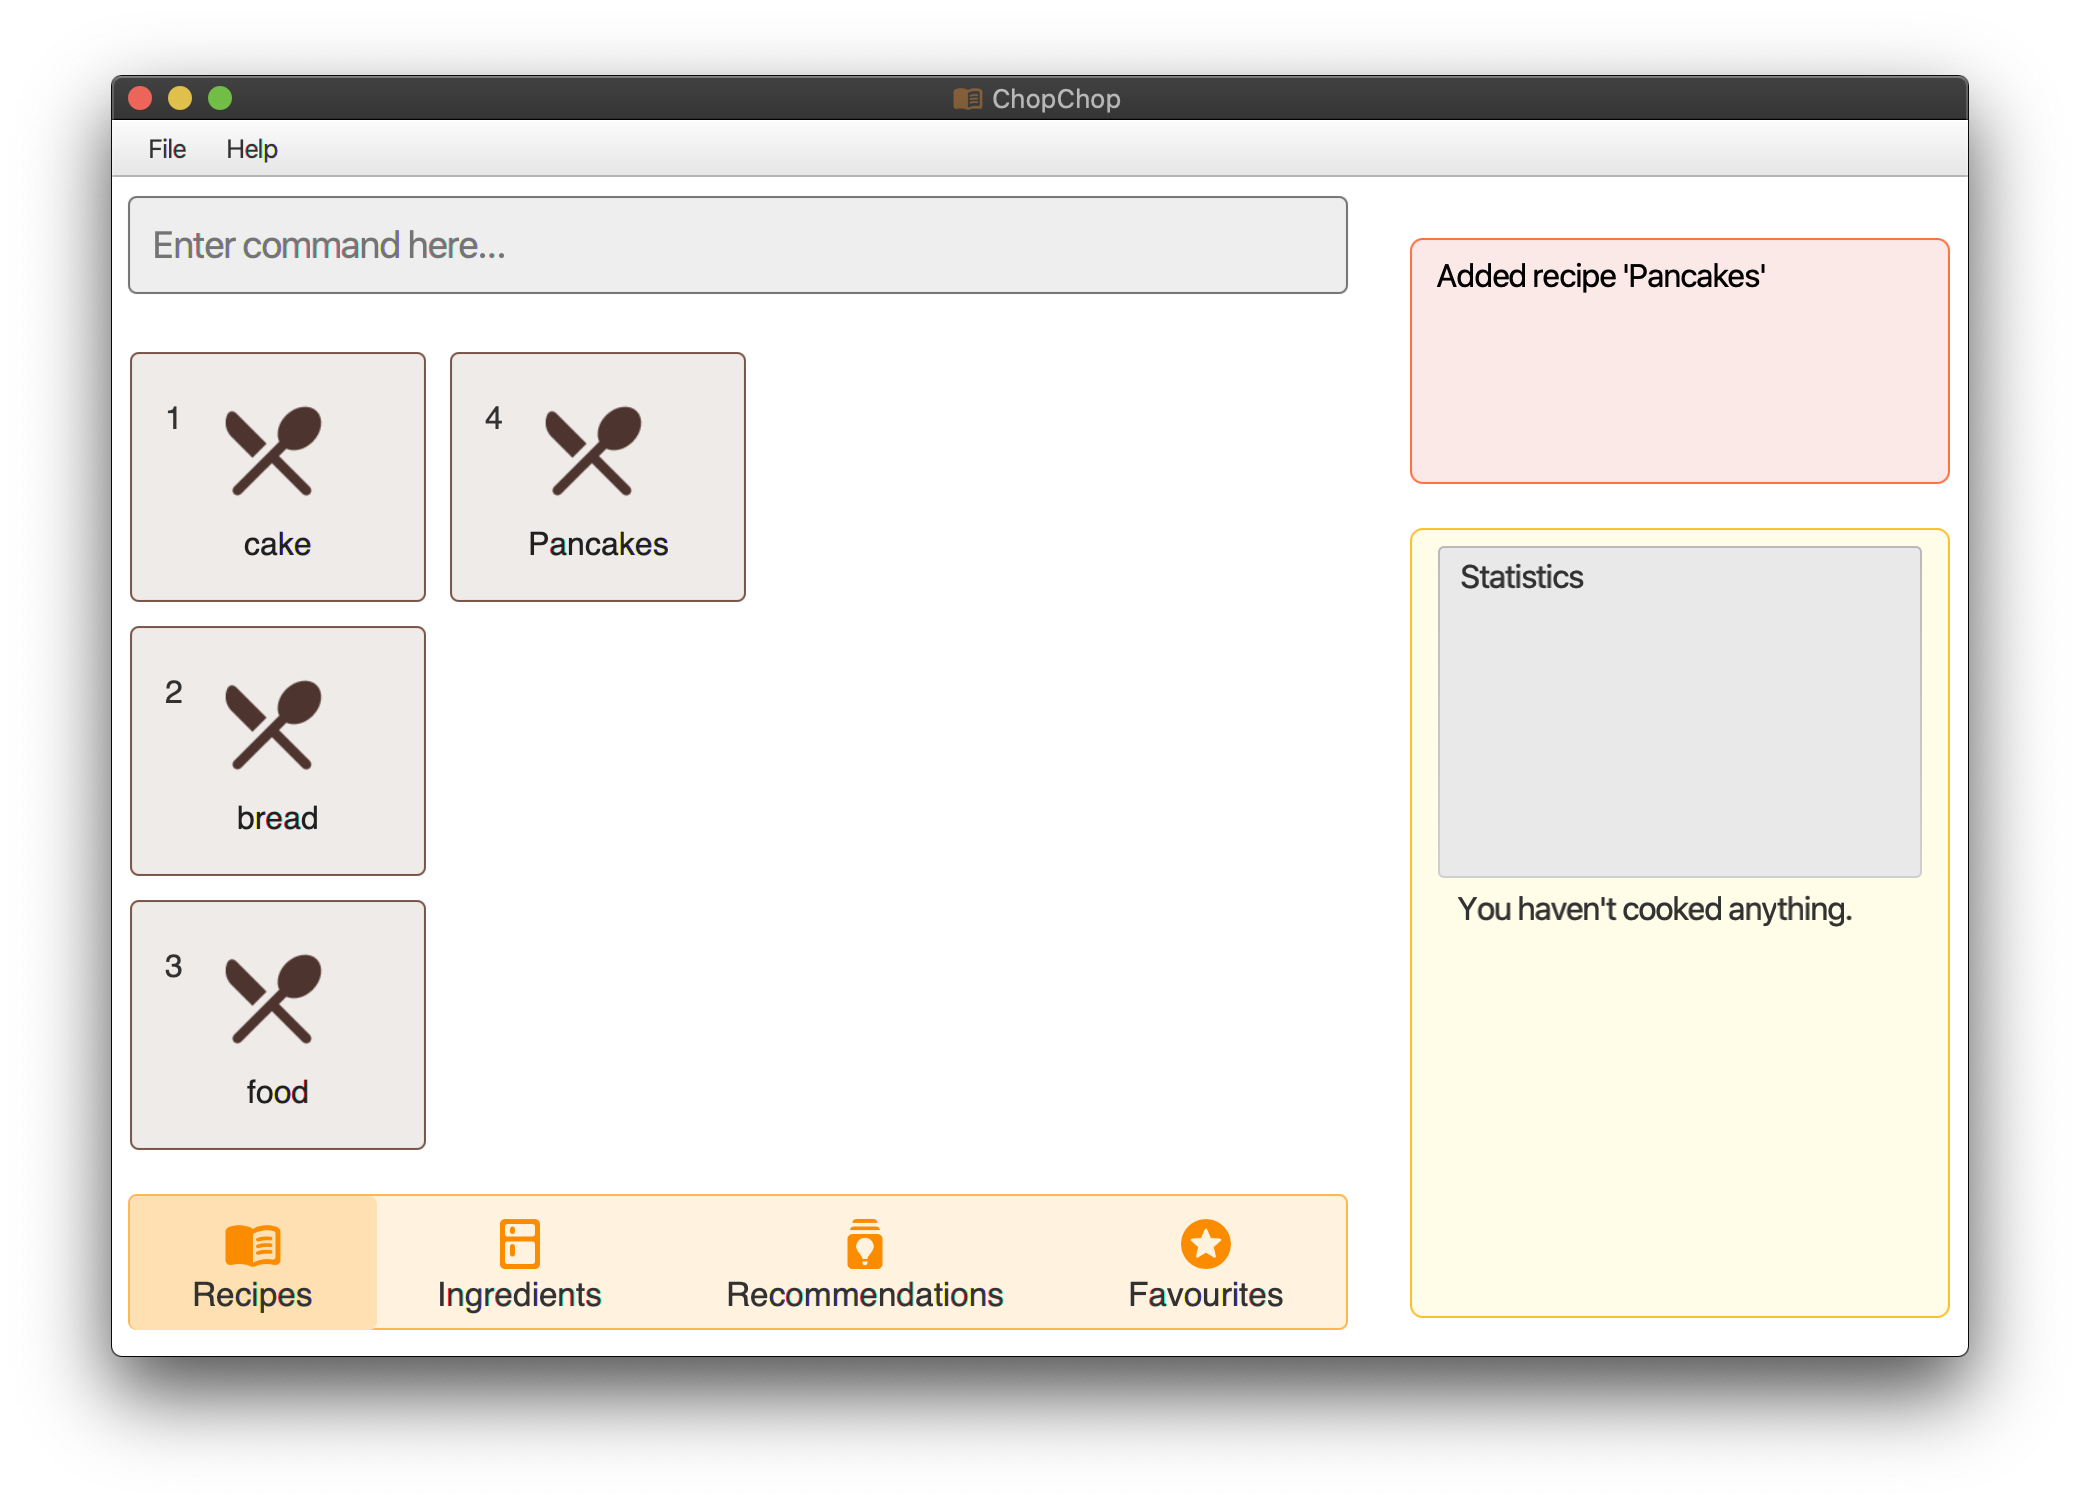 ChopChop
File Help
Enter command here...
Added recipe 'Pancakes'
1
cake
4
Pancakes
2
bread
3
food
Statistics
You haven't cooked anything.
Recipes Ingredients Recommendations Favourites